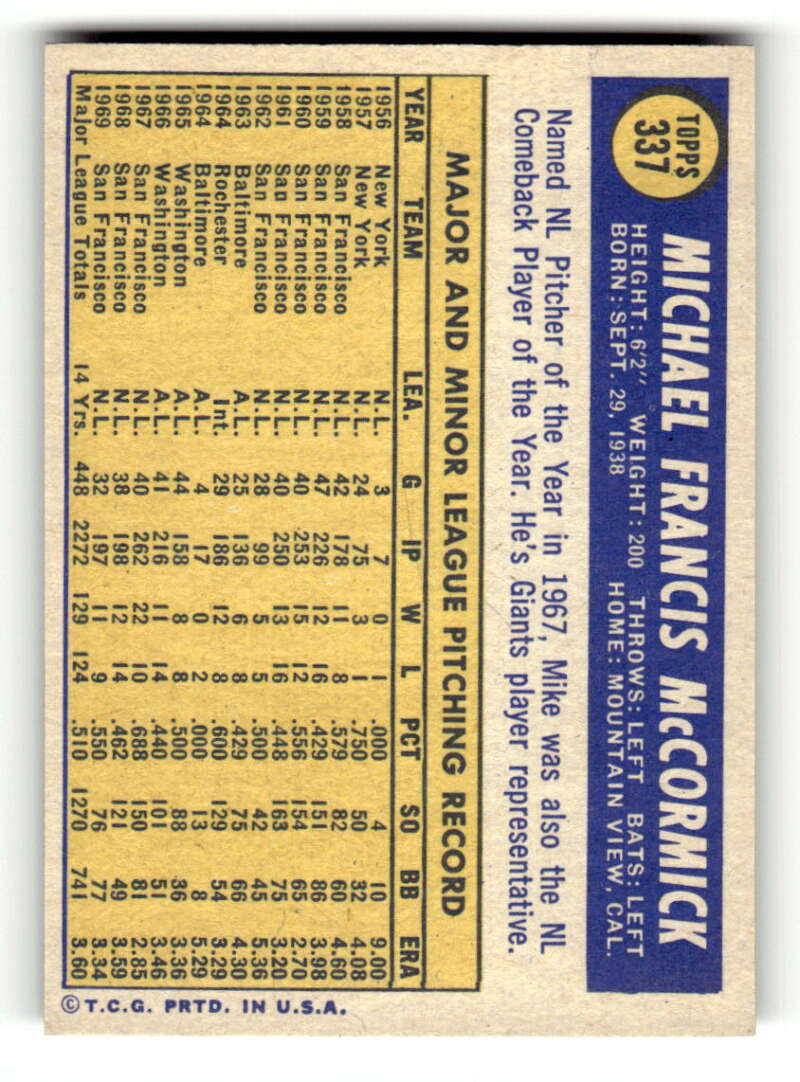 TOPPS
337
MICHAEL FRANCIS McCORMICK
HEIGHT: 6'2" WEIGHT: 200 THROWS: LEFT BATS: LEFT
BORN: SEPT. 29, 1938 HOME: MOUNTAIN VIEW, CAL.
Named NL Pitcher of the Year in 1967, Mike was also the NL
Comeback Player of the Year. He's Giants player representative.
MAJOR AND MINOR LEAGUE PITCHING RECORD
YEAR TEAM LEA. G IP W L PCT SO BB ERA
1956 New York N.L. 3 7 0 1 .000 4 10 9.00
1957 New York N.L. 24 75 3 1 .750 50 32 4.08
1958 San Francisco N.L. 42 178 11 8 .579 82 60 4.60
1959 San Francisco N.L. 47 226 12 16 .429 151 86 3.98
1960 San Francisco N.L. 40 253 15 12 .556 154 65 2.70
1961 San Francisco N.L. 40 250 13 16 .448 163 75 3.20
1962 San Francisco N.L. 28 99 5 5 .500 42 45 5.36
1963 Baltimore A.L. 25 136 6 8 .429 75 66 4.30
1964 Rochester Int. 29 186 12 8 .600 129 54 3.29
1964 Baltimore A.L. 4 17 0 2 .000 13 8 5.29
1965 Washington A.L. 44 158 8 8 .500 88 36 3.36
1966 Washington A.L. 41 216 11 14 .440 101 51 3.46
1967 San Francisco N.L. 40 262 22 10 .688 150 81 2.85
1968 San Francisco N.L. 38 198 12 14 .462 121 49 3.59
1969 San Francisco N.L. 32 197 11 9 .550 76 77 3.34
Major League Totals 14 Yrs. 448 2272 129 124 .510 1270 741 3.60
© T.C.G. PRTD. IN U.S.A.